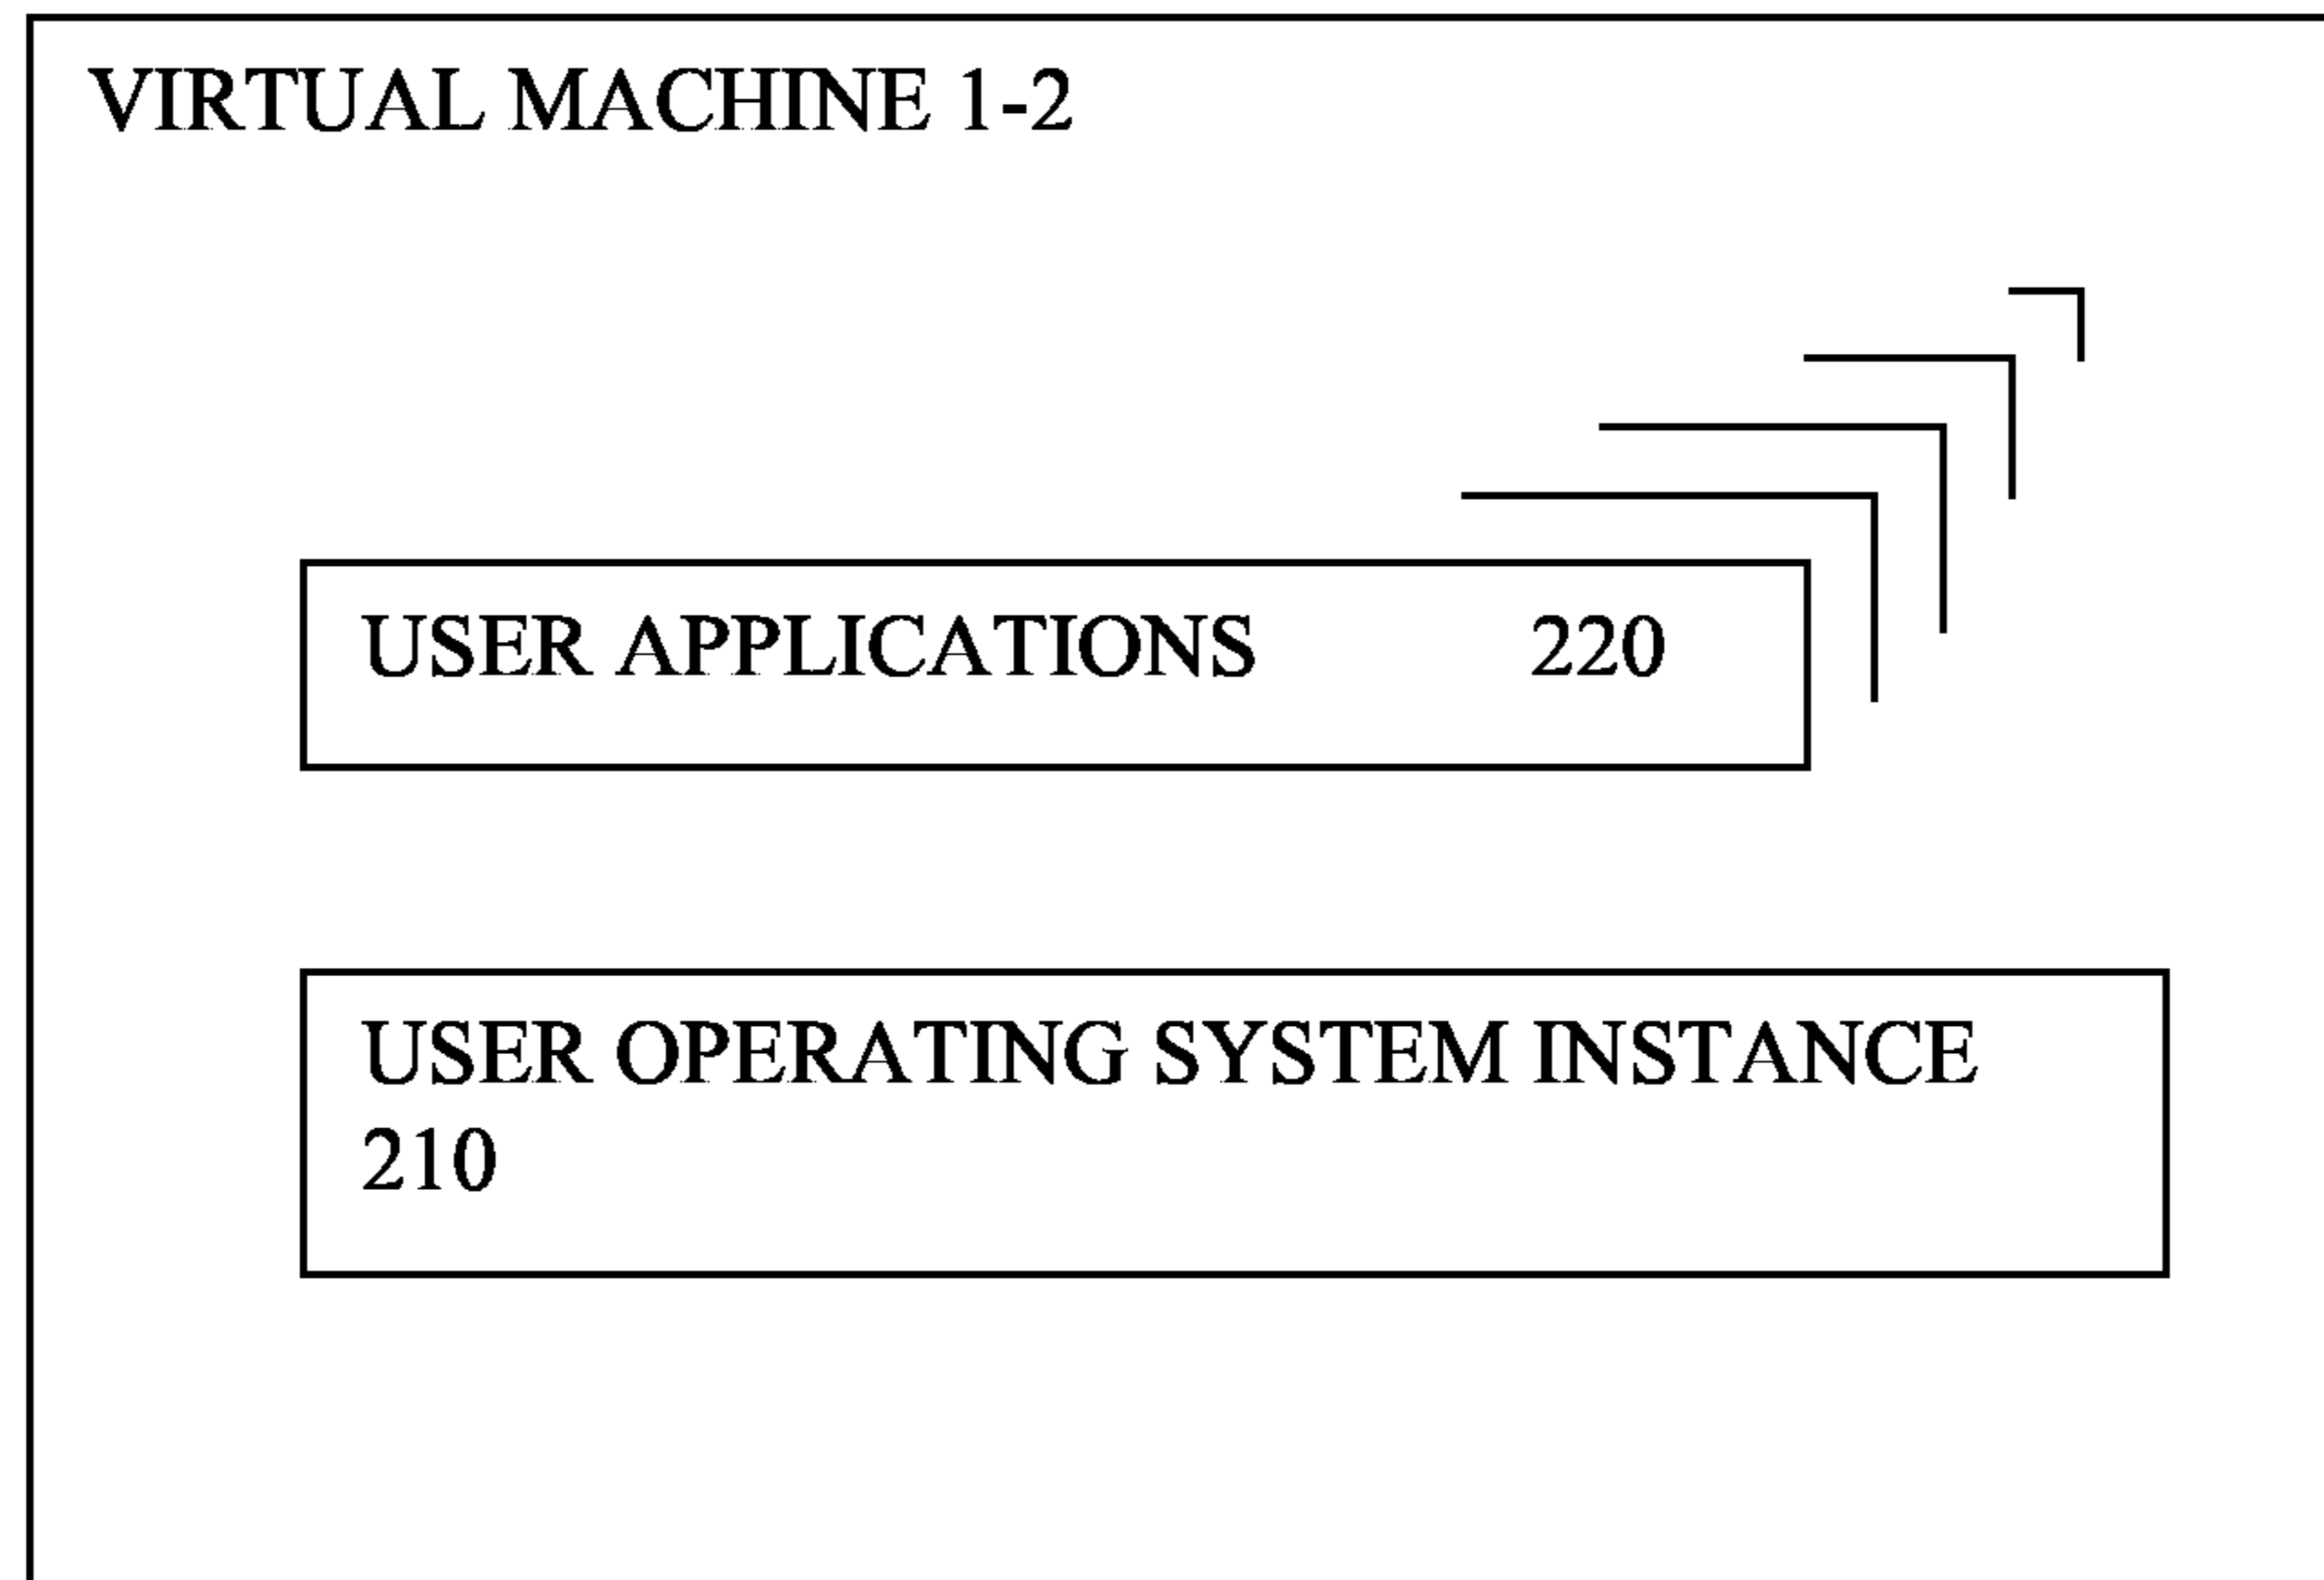 VIRTUAL MACHINE 1-2
USER APPLICATIONS 220
USER OPERATING SYSTEM INSTANCE
210